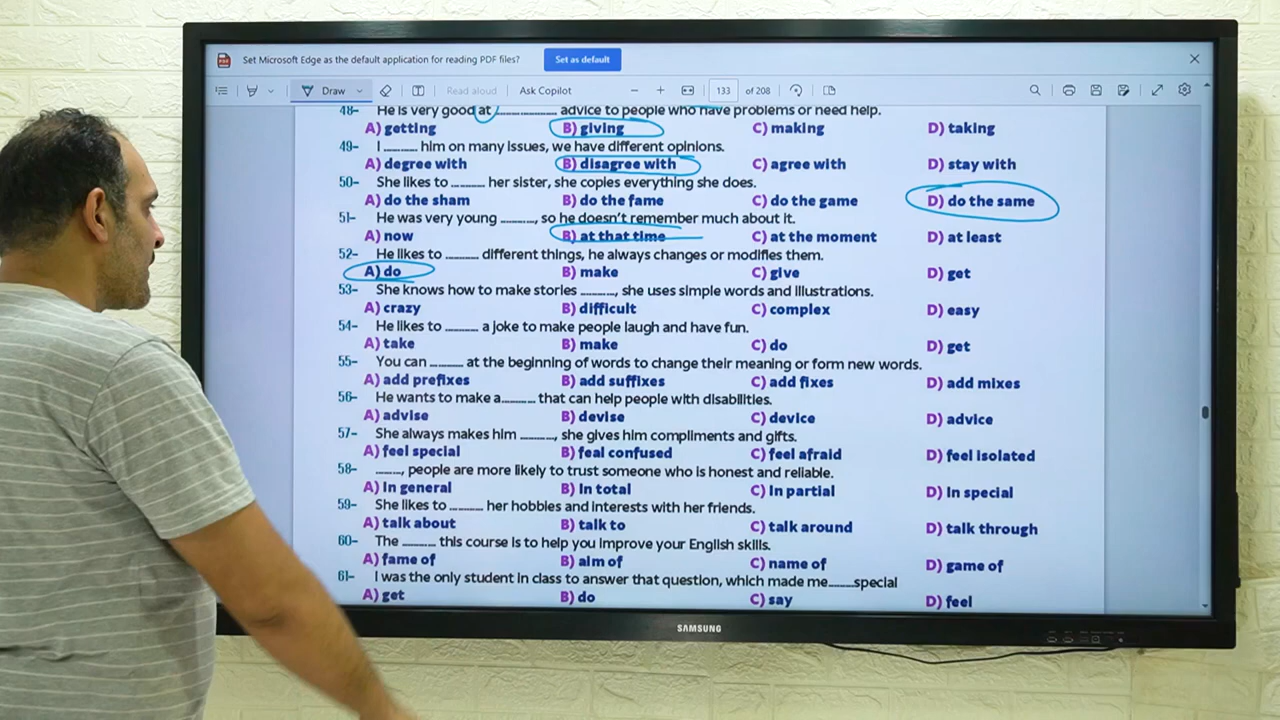 Set Microsoft Edge as the default application for reading PDF files? Set as default
Draw Read aloud Ask Copilot 133 of 208
48- He is very good at ............ advice to people who have problems or need help.
A) getting B) giving C) making D) taking
49- I ............ him on many issues, we have different opinions.
A) degree with B) disagree with C) agree with D) stay with
50- She likes to ............ her sister, she copies everything she does.
A) do the sham B) do the fame C) do the game D) do the same
51- He was very young ............, so he doesn't remember much about it.
A) now B) at that time C) at the moment D) at least
52- He likes to ............ different things, he always changes or modifies them.
A) do B) make C) give D) get
53- She knows how to make stories ............, she uses simple words and illustrations.
A) crazy B) difficult C) complex D) easy
54- He likes to ............ a joke to make people laugh and have fun.
A) take B) make C) do D) get
55- You can ............ at the beginning of words to change their meaning or form new words.
A) add prefixes B) add suffixes C) add fixes D) add mixes
56- He wants to make a............ that can help people with disabilities.
A) advise B) devise C) device D) advice
57- She always makes him ............, she gives him compliments and gifts.
A) feel special B) feal confused C) feel afraid D) feel isolated
58- ............, people are more likely to trust someone who is honest and reliable.
A) In general B) In total C) In partial D) In special
59- She likes to ............ her hobbies and interests with her friends.
A) talk about B) talk to C) talk around D) talk through
60- The ............ this course is to help you improve your English skills.
A) fame of B) aim of C) name of D) game of
61- I was the only student in class to answer that question, which made me............special
A) get B) do C) say D) feel
SAMSUNG